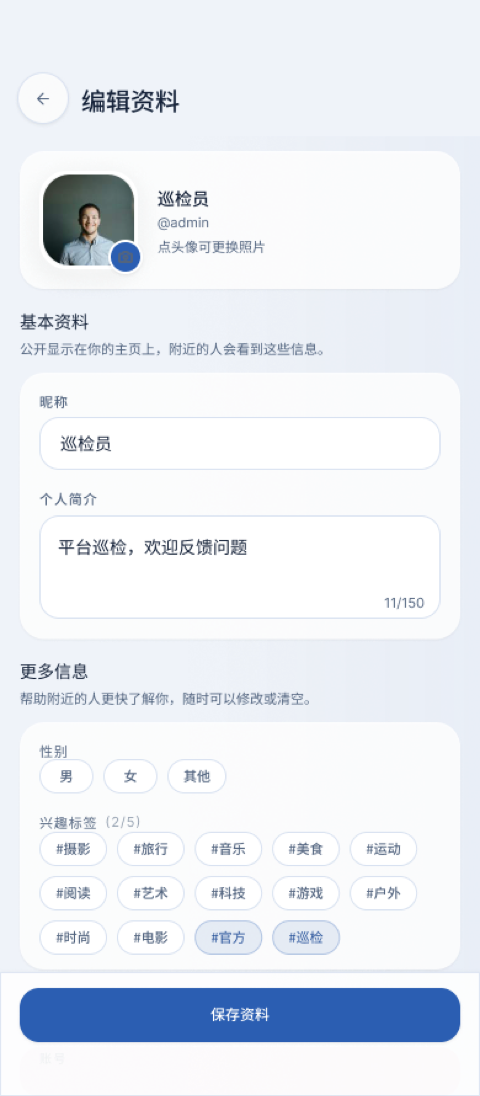 编辑资料
巡检员
@admin
点头像可更换照片
基本资料
公开显示在你的主页上，附近的人会看到这些信息。
昵称
巡检员
个人简介
平台巡检，欢迎反馈问题
11/150
更多信息
帮助附近的人更快了解你，随时可以修改或清空。
性别
男 女 其他
兴趣标签（2/5）
#摄影 #旅行 #音乐 #美食 #运动
#阅读 #艺术 #科技 #游戏 #户外
#时尚 #电影 #官方 #巡检
保存资料